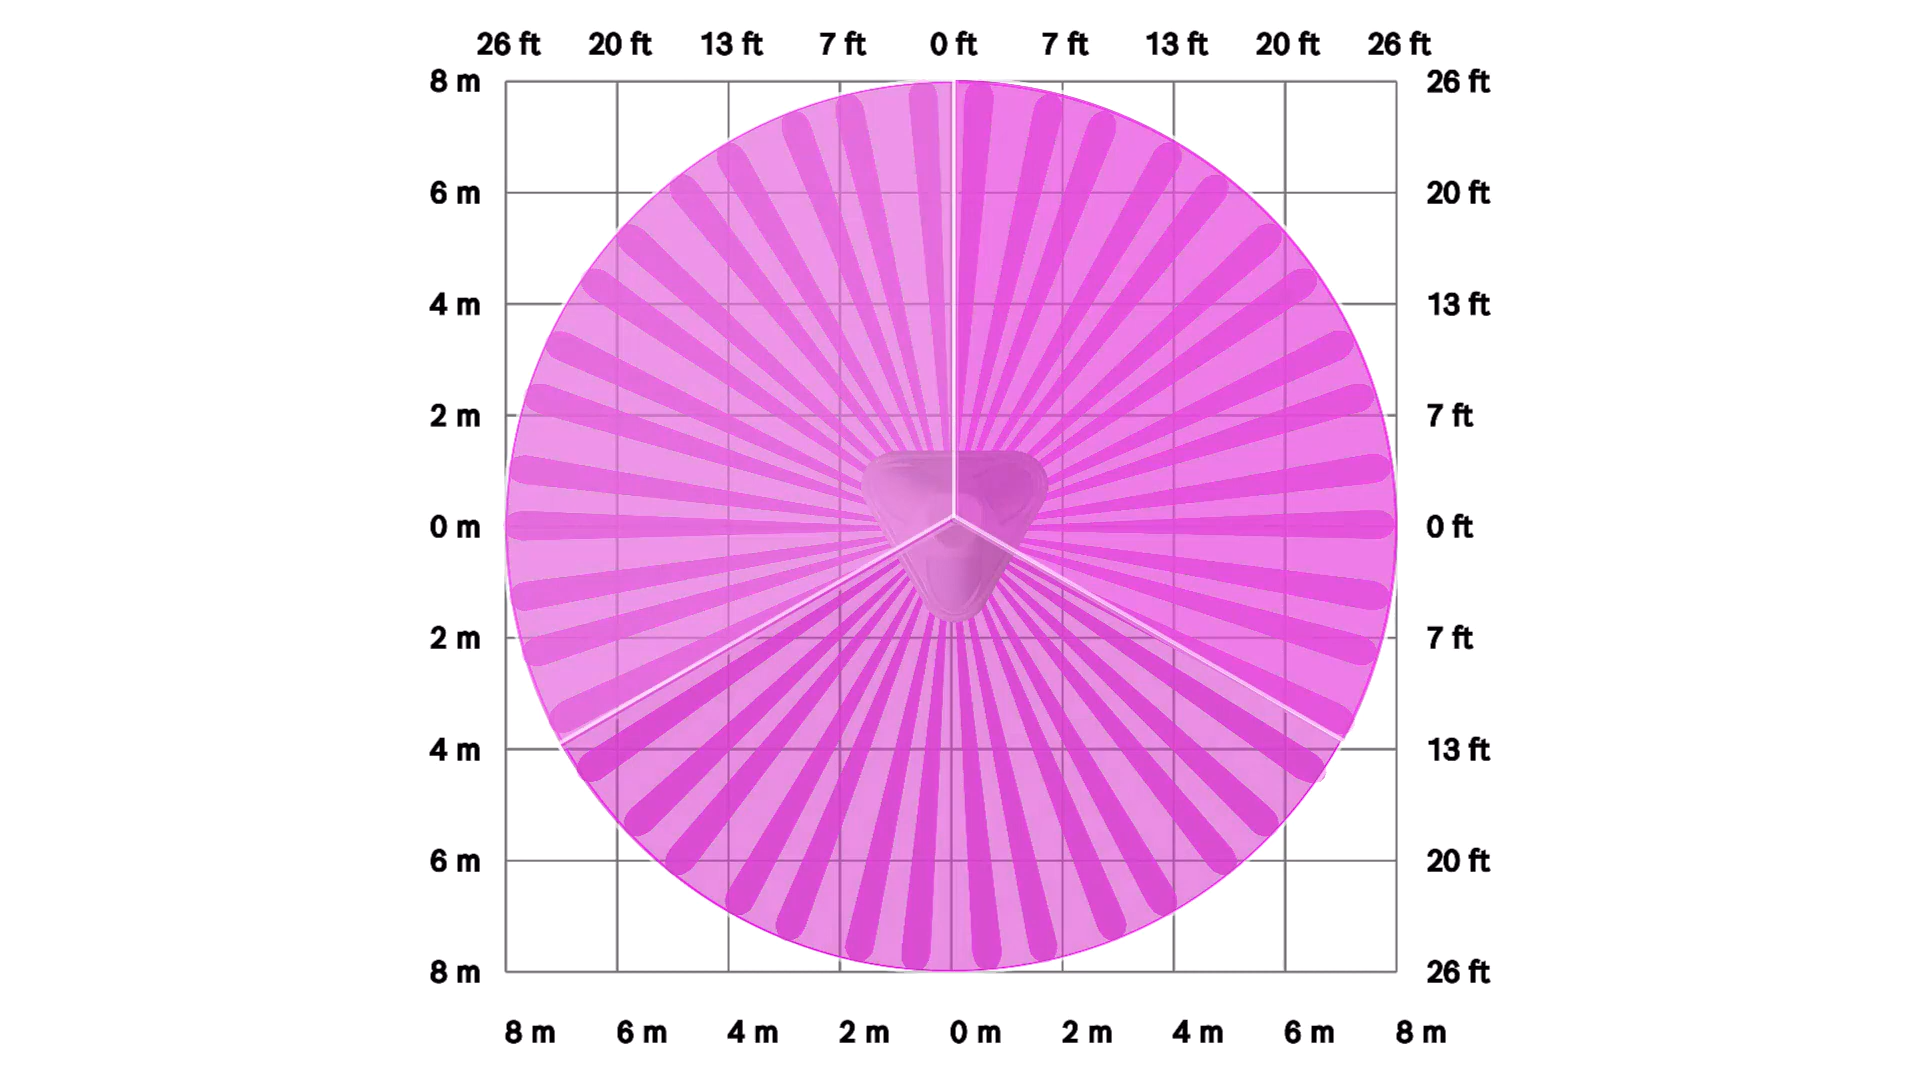 26 ft 20 ft 13 ft 7 ft 0 ft 7 ft 13 ft 20 ft 26 ft
8 m 26 ft
6 m 20 ft
4 m 13 ft
2 m 7 ft
0 m 0 ft
2 m 7 ft
4 m 13 ft
6 m 20 ft
8 m 26 ft
8 m 6 m 4 m 2 m 0 m 2 m 4 m 6 m 8 m